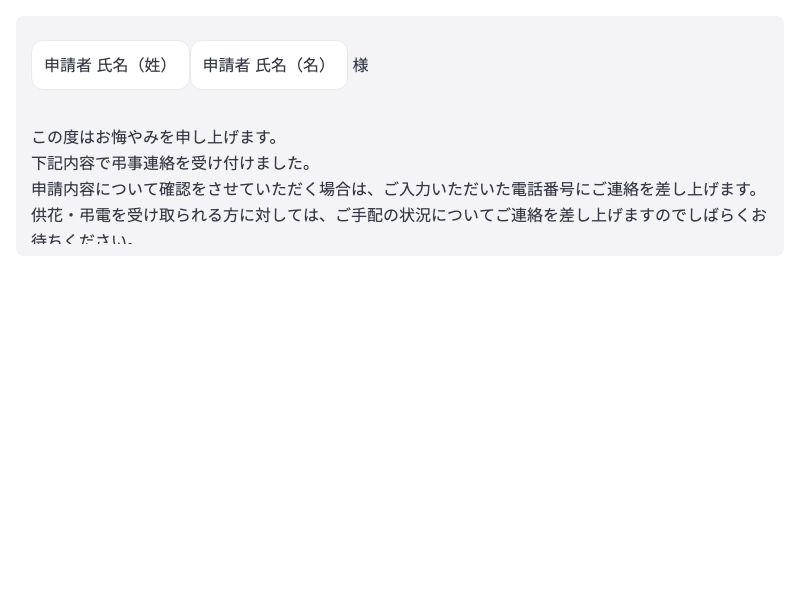 申請者 氏名（姓） 申請者 氏名（名） 様
この度はお悔やみを申し上げます。
下記内容で弔事連絡を受け付けました。
申請内容について確認をさせていただく場合は、ご入力いただいた電話番号にご連絡を差し上げます。
供花・弔電を受け取られる方に対しては、ご手配の状況についてご連絡を差し上げますのでしばらくお
待ちください。